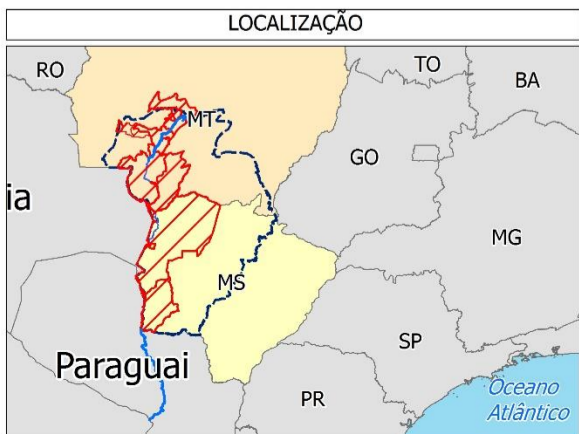 LOCALIZAÇÃO
RO
TO
BA
MT
GO
ia
MG
MS
SP
Paraguai
PR
Oceano
Atlântico